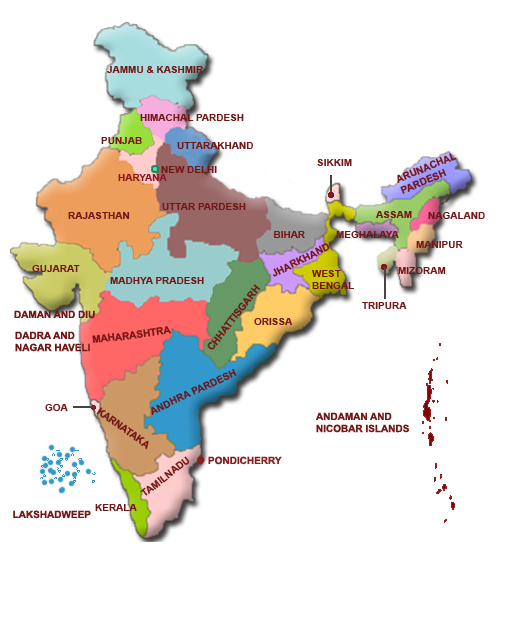 JAMMU & KASHMIR
HIMACHAL PARDESH
PUNJAB
UTTARAKHAND
HARYANA
NEW DELHI
SIKKIM
ARUNACHAL
PARDESH
RAJASTHAN
UTTAR PARDESH
ASSAM
NAGALAND
BIHAR
MEGHALAYA
MANIPUR
JHARKHAND
GUJARAT
MADHYA PRADESH
WEST
BENGAL
MIZORAM
TRIPURA
CHHATTISGARH
DAMAN AND DIU
DADRA AND
NAGAR HAVELI
MAHARASHTRA
ORISSA
ANDHRA PARDESH
GOA
KARNATAKA
ANDAMAN AND
NICOBAR ISLANDS
PONDICHERRY
TAMILNADU
KERALA
LAKSHADWEEP